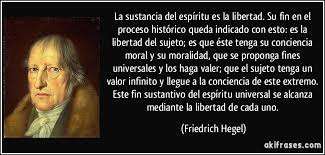 La sustancia del espíritu es la libertad. Su fin en el
proceso histórico queda indicado con esto: es la
libertad del sujeto; es que éste tenga su conciencia
moral y su moralidad, que se proponga fines
universales y los haga valer; que el sujeto tenga un
valor infinito y llegue a la conciencia de este extremo.
Este fin sustantivo del espíritu universal se alcanza
mediante la libertad de cada uno.
(Friedrich Hegel)
akifrases.com